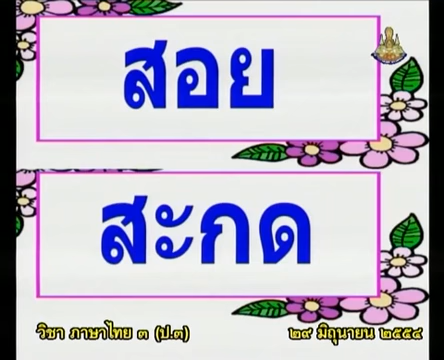 สอย
สะกด
วิชา ภาษาไทย ๓ (ป.๓)
๒๙ มิถุนายน ๒๕๕๔